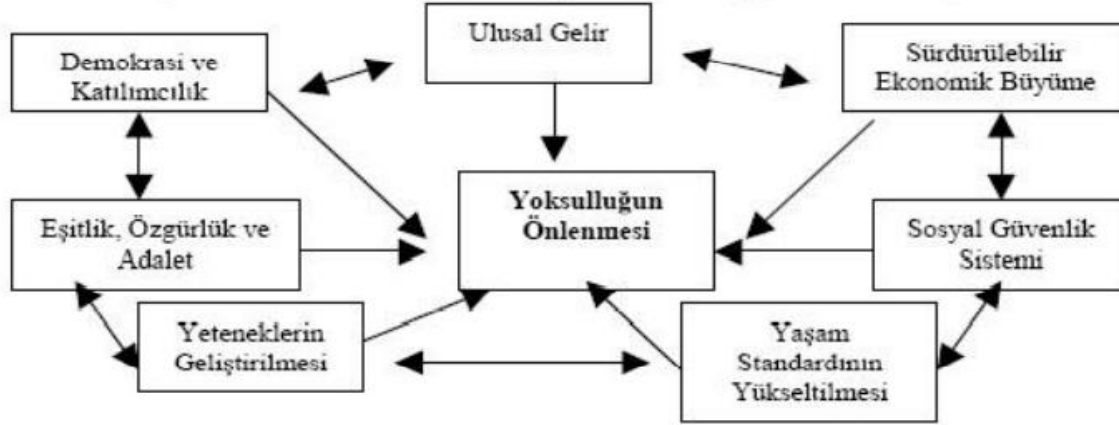 Ulusal Gelir
Demokrasi ve
Katılımcılık
Sürdürülebilir
Ekonomik Büyüme
Yoksulluğun
Önlenmesi
Eşitlik, Özgürlük ve
Adalet
Sosyal Güvenlik
Sistemi
Yeteneklerin
Geliştirilmesi
Yaşam
Standardının
Yükseltilmesi